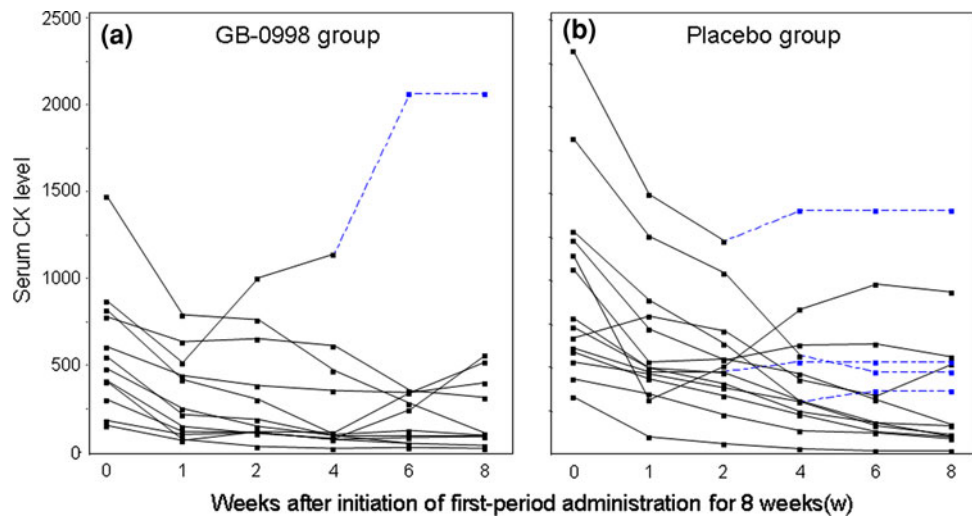 (a) GB-0998 group
(b) Placebo group
2500
2000
1500
1000
500
0
Serum CK level
0 1 2 4 6 8
0 1 2 4 6 8
Weeks after initiation of first-period administration for 8 weeks(w)